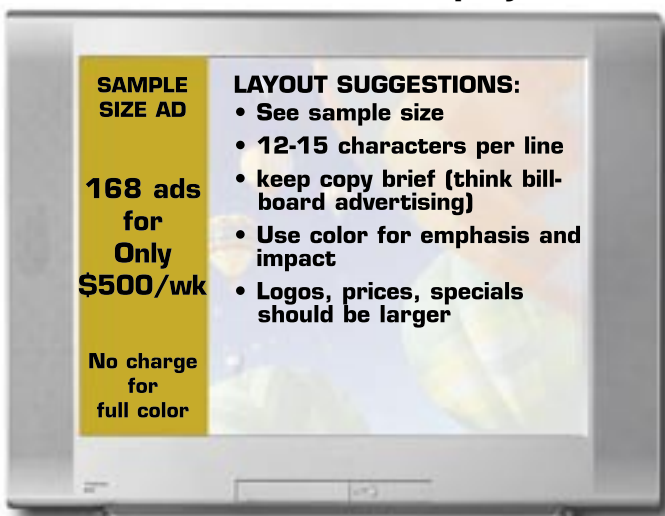 SAMPLE
SIZE AD
168 ads
for
Only
$500/wk
No charge
for
full color
LAYOUT SUGGESTIONS:
• See sample size
• 12-15 characters per line
• keep copy brief (think bill-
board advertising)
• Use color for emphasis and
impact
• Logos, prices, specials
should be larger